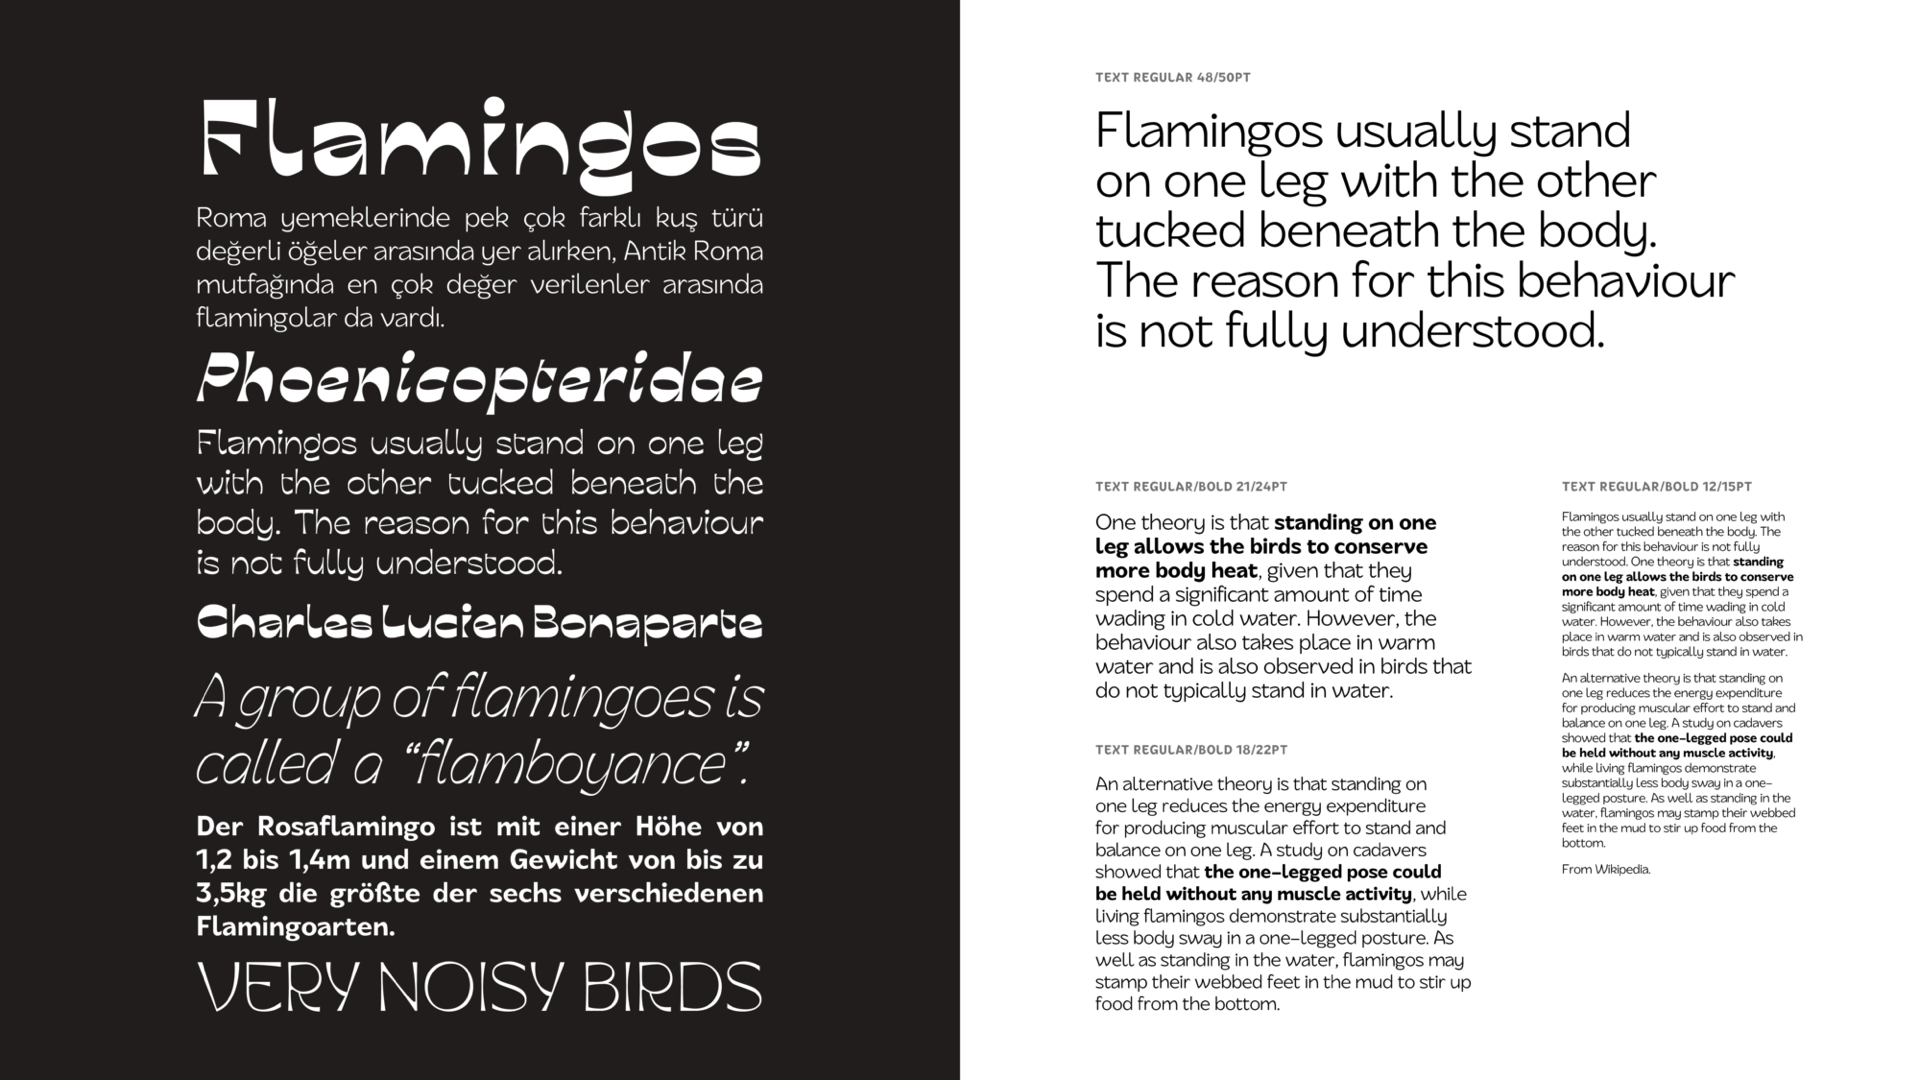 Flamingos
Roma yemeklerinde pek çok farklı kuş türü
değerli öğeler arasında yer alırken, Antik Roma
mutfağında en çok değer verilenler arasında
flamingolar da vardı.
Phoenicopteridae
Flamingos usually stand on one leg
with the other tucked beneath the
body. The reason for this behaviour
is not fully understood.
Charles Lucien Bonaparte
A group of flamingoes is
called a “flamboyance”.
Der Rosaflamingo ist mit einer Höhe von
1,2 bis 1,4m und einem Gewicht von bis zu
3,5kg die größte der sechs verschiedenen
Flamingoarten.
VERY NOISY BIRDS
TEXT REGULAR 48/50PT
Flamingos usually stand
on one leg with the other
tucked beneath the body.
The reason for this behaviour
is not fully understood.
TEXT REGULAR/BOLD 21/24PT
One theory is that standing on one
leg allows the birds to conserve
more body heat, given that they
spend a significant amount of time
wading in cold water. However, the
behaviour also takes place in warm
water and is also observed in birds that
do not typically stand in water.
TEXT REGULAR/BOLD 18/22PT
An alternative theory is that standing on
one leg reduces the energy expenditure
for producing muscular effort to stand and
balance on one leg. A study on cadavers
showed that the one-legged pose could
be held without any muscle activity, while
living flamingos demonstrate substantially
less body sway in a one-legged posture. As
well as standing in the water, flamingos may
stamp their webbed feet in the mud to stir up
food from the bottom.
TEXT REGULAR/BOLD 12/15PT
Flamingos usually stand on one leg with
the other tucked beneath the body. The
reason for this behaviour is not fully
understood. One theory is that standing
on one leg allows the birds to conserve
more body heat, given that they spend a
significant amount of time wading in cold
water. However, the behaviour also takes
place in warm water and is also observed in
birds that do not typically stand in water.
An alternative theory is that standing on
one leg reduces the energy expenditure
for producing muscular effort to stand and
balance on one leg. A study on cadavers
showed that the one-legged pose could
be held without any muscle activity,
while living flamingos demonstrate
substantially less body sway in a one-
legged posture. As well as standing in the
water, flamingos may stamp their webbed
feet in the mud to stir up food from the
bottom.
From Wikipedia.